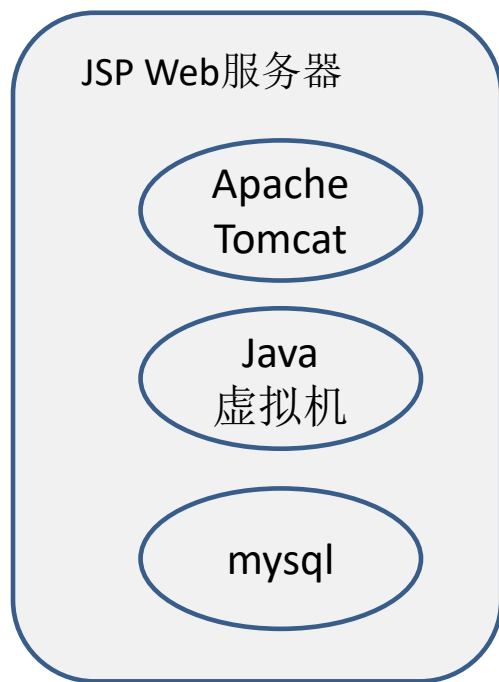 JSP Web服务器
Apache
Tomcat
Java
虚拟机
mysql